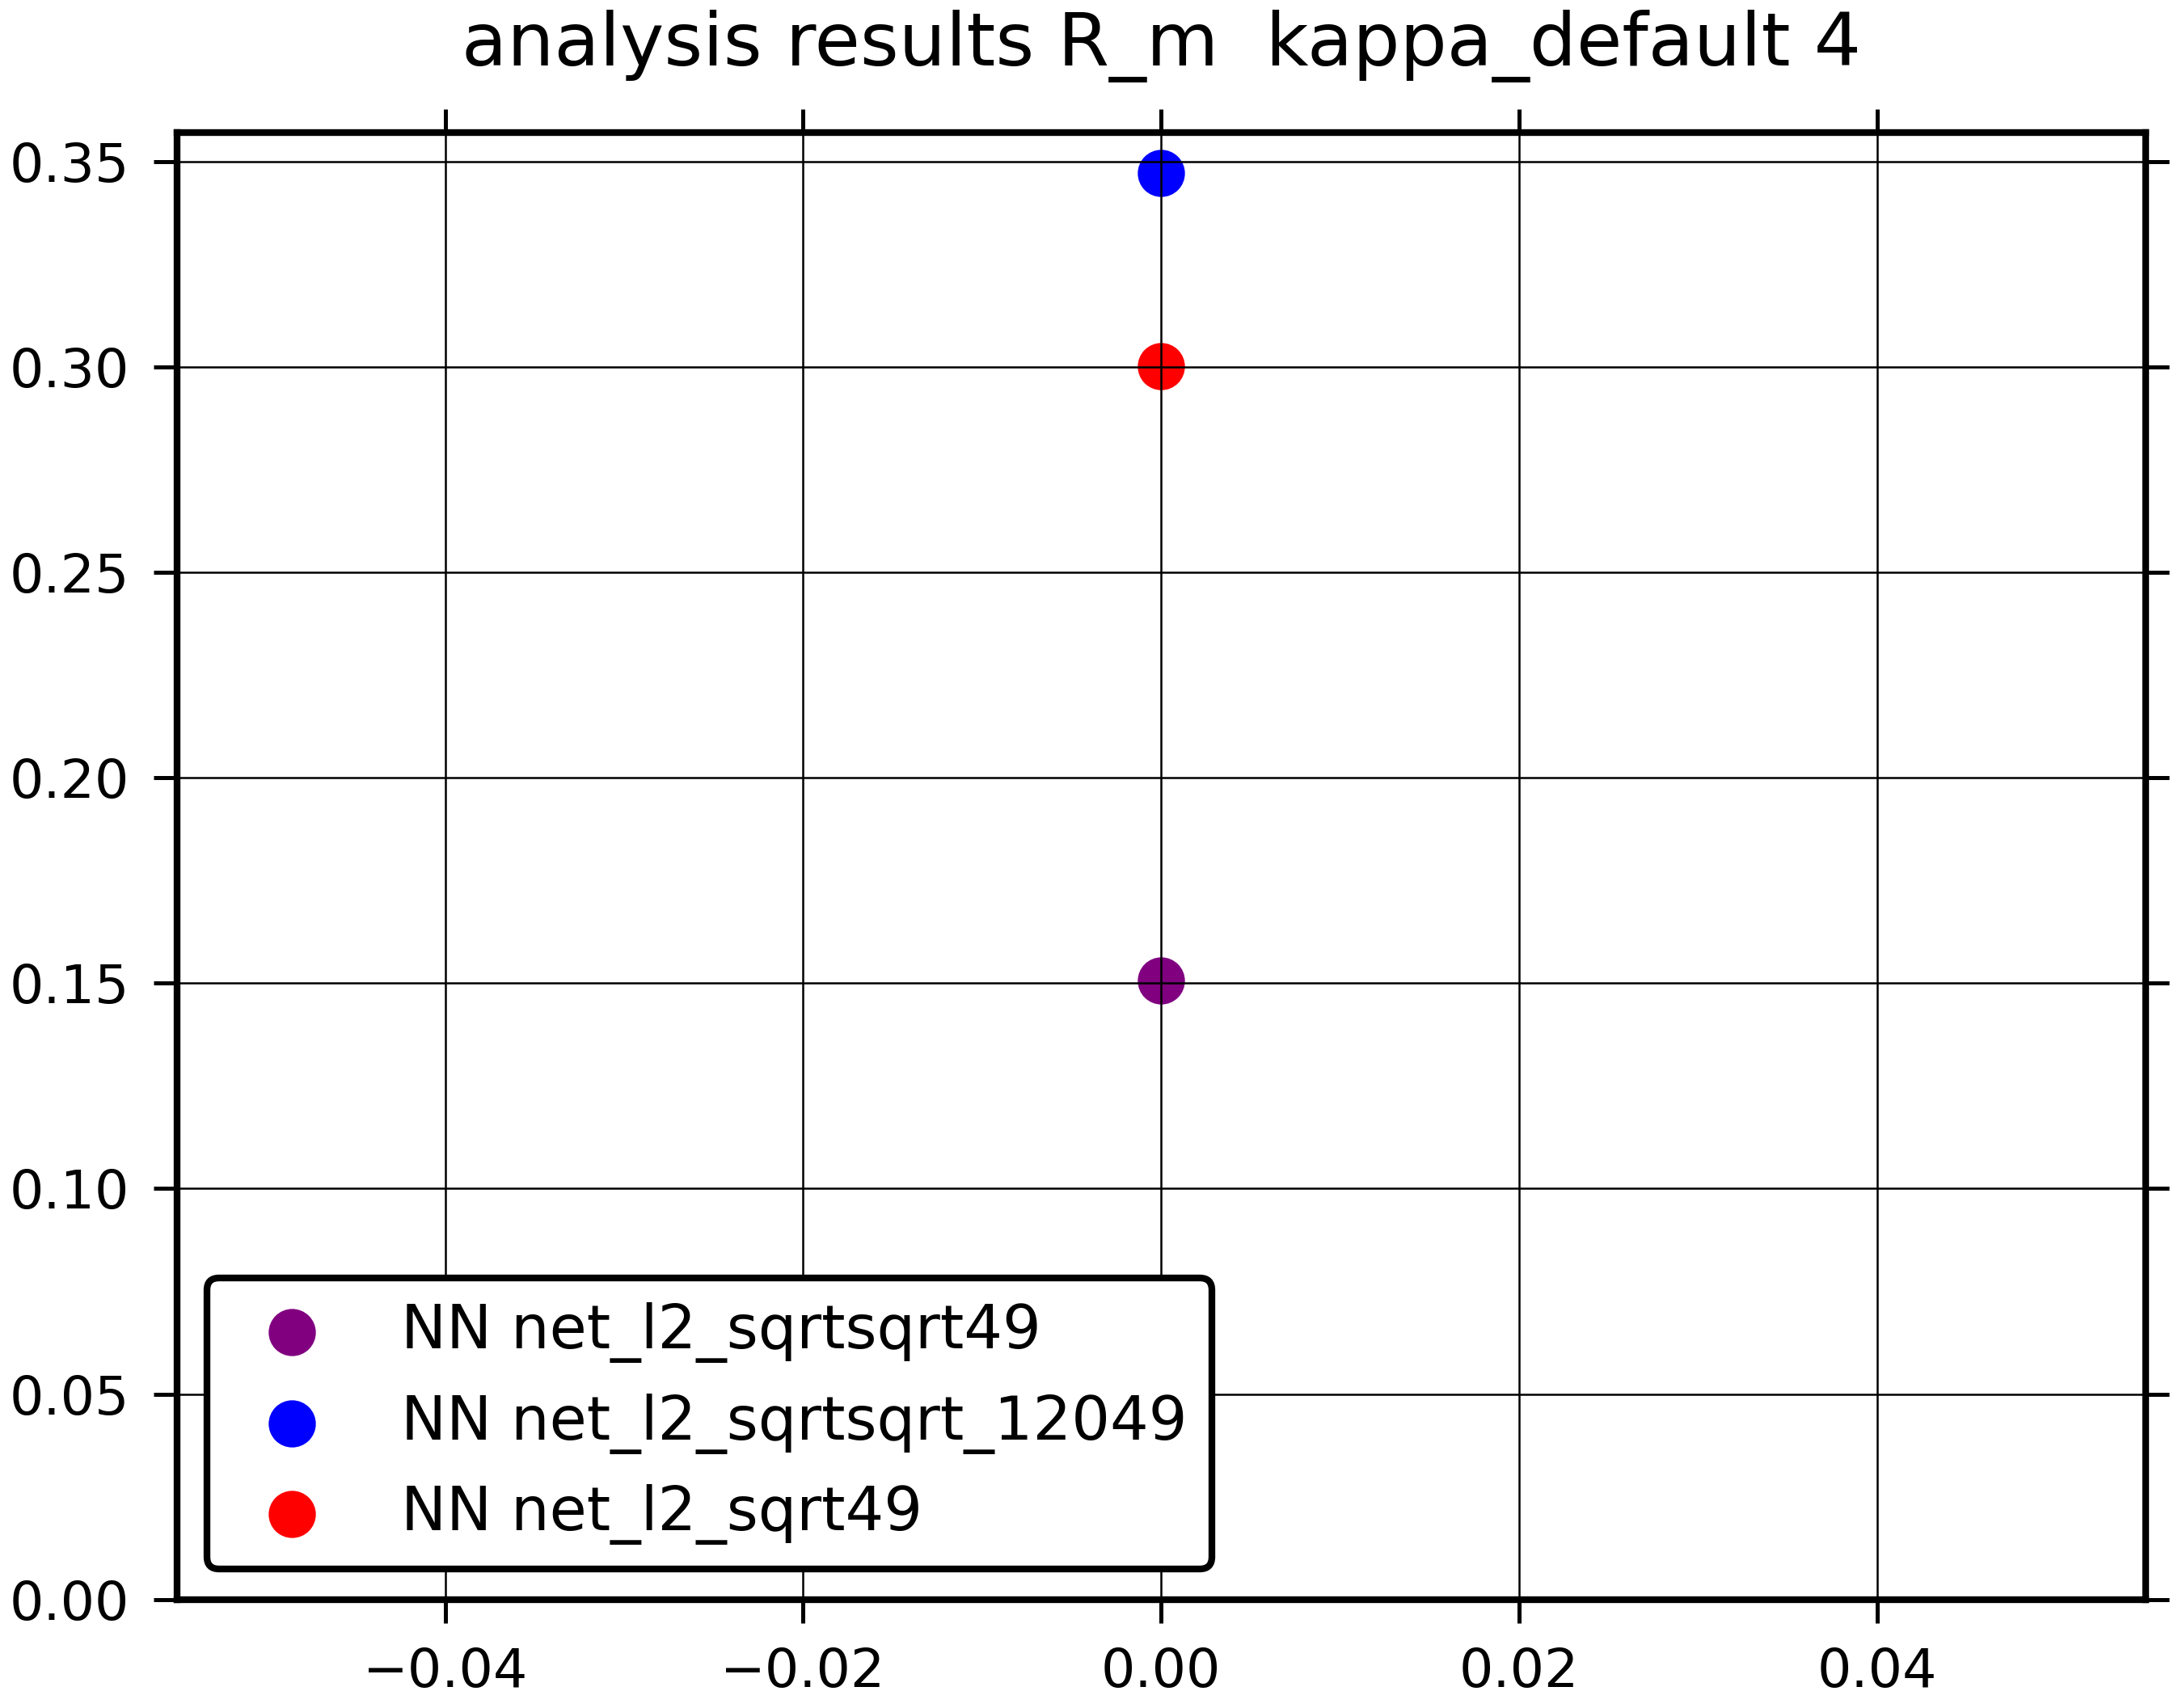 analysis results R_m  kappa_default 4
0.35
0.30
0.25
0.20
0.15
0.10
0.05
0.00
NN net_l2_sqrtsqrt49
NN net_l2_sqrtsqrt_12049
NN net_l2_sqrt49
−0.04 −0.02 0.00 0.02 0.04